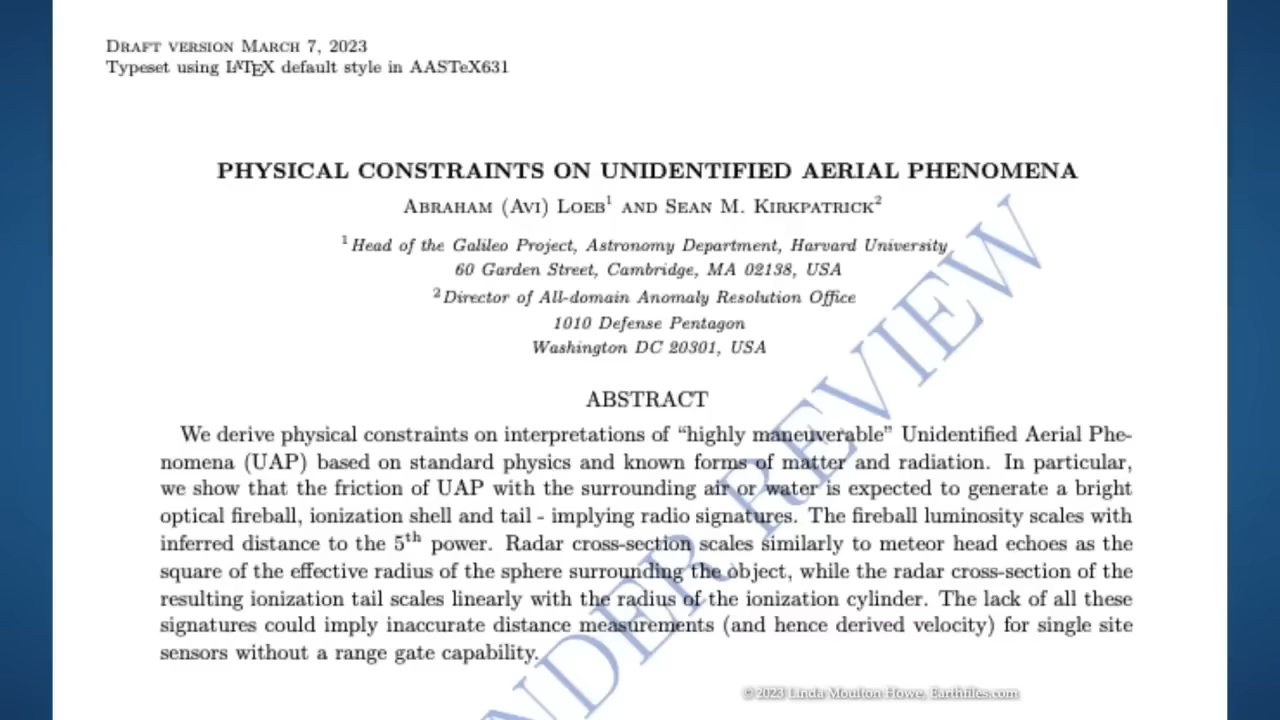 DRAFT VERSION MARCH 7, 2023
Typeset using LATEX default style in AASTeX631
PHYSICAL CONSTRAINTS ON UNIDENTIFIED AERIAL PHENOMENA
ABRAHAM (AVI) LOEB1 AND SEAN M. KIRKPATRICK2
1 Head of the Galileo Project, Astronomy Department, Harvard University
60 Garden Street, Cambridge, MA 02138, USA
2 Director of All-domain Anomaly Resolution Office
1010 Defense Pentagon
Washington DC 20301, USA
ABSTRACT
We derive physical constraints on interpretations of “highly maneuverable” Unidentified Aerial Phe-
nomena (UAP) based on standard physics and known forms of matter and radiation. In particular,
we show that the friction of UAP with the surrounding air or water is expected to generate a bright
optical fireball, ionization shell and tail - implying radio signatures. The fireball luminosity scales with
inferred distance to the 5th power. Radar cross-section scales similarly to meteor head echoes as the
square of the effective radius of the sphere surrounding the object, while the radar cross-section of the
resulting ionization tail scales linearly with the radius of the ionization cylinder. The lack of all these
signatures could imply inaccurate distance measurements (and hence derived velocity) for single site
sensors without a range gate capability.
NDER REVIEW
© 2023 Linda Moulton Howe, Earthfiles.com